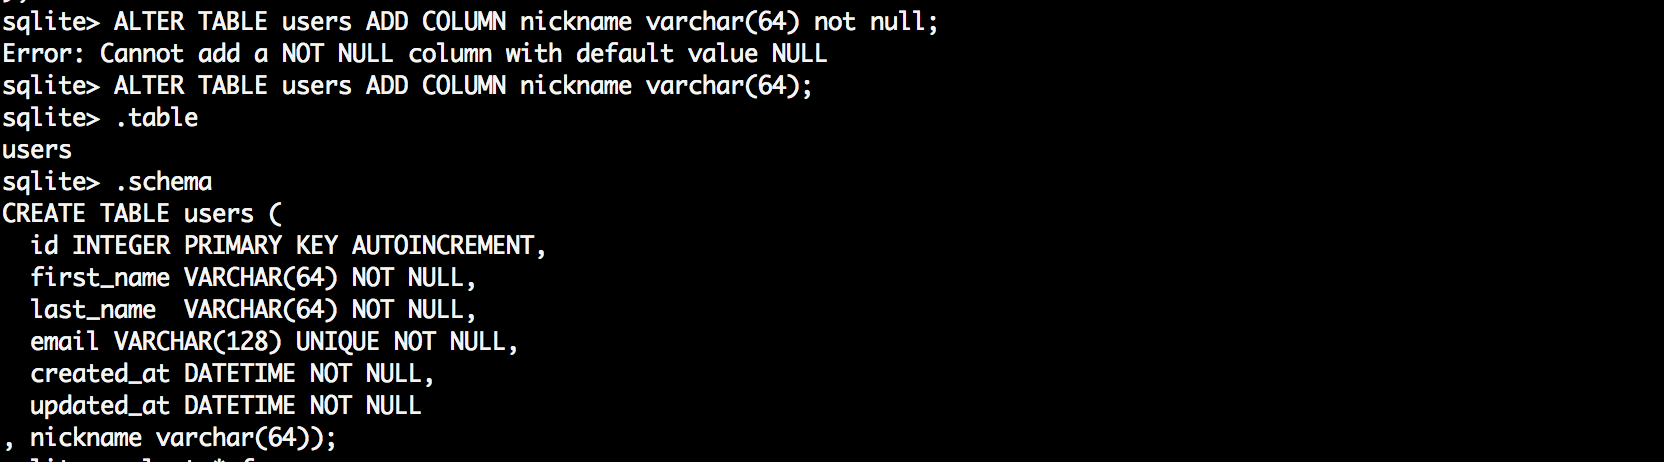 sqlite> ALTER TABLE users ADD COLUMN nickname varchar(64) not null;
Error: Cannot add a NOT NULL column with default value NULL
sqlite> ALTER TABLE users ADD COLUMN nickname varchar(64);
sqlite> .table
users
sqlite> .schema
CREATE TABLE users (
  id INTEGER PRIMARY KEY AUTOINCREMENT,
  first_name VARCHAR(64) NOT NULL,
  last_name  VARCHAR(64) NOT NULL,
  email VARCHAR(128) UNIQUE NOT NULL,
  created_at DATETIME NOT NULL,
  updated_at DATETIME NOT NULL
, nickname varchar(64));